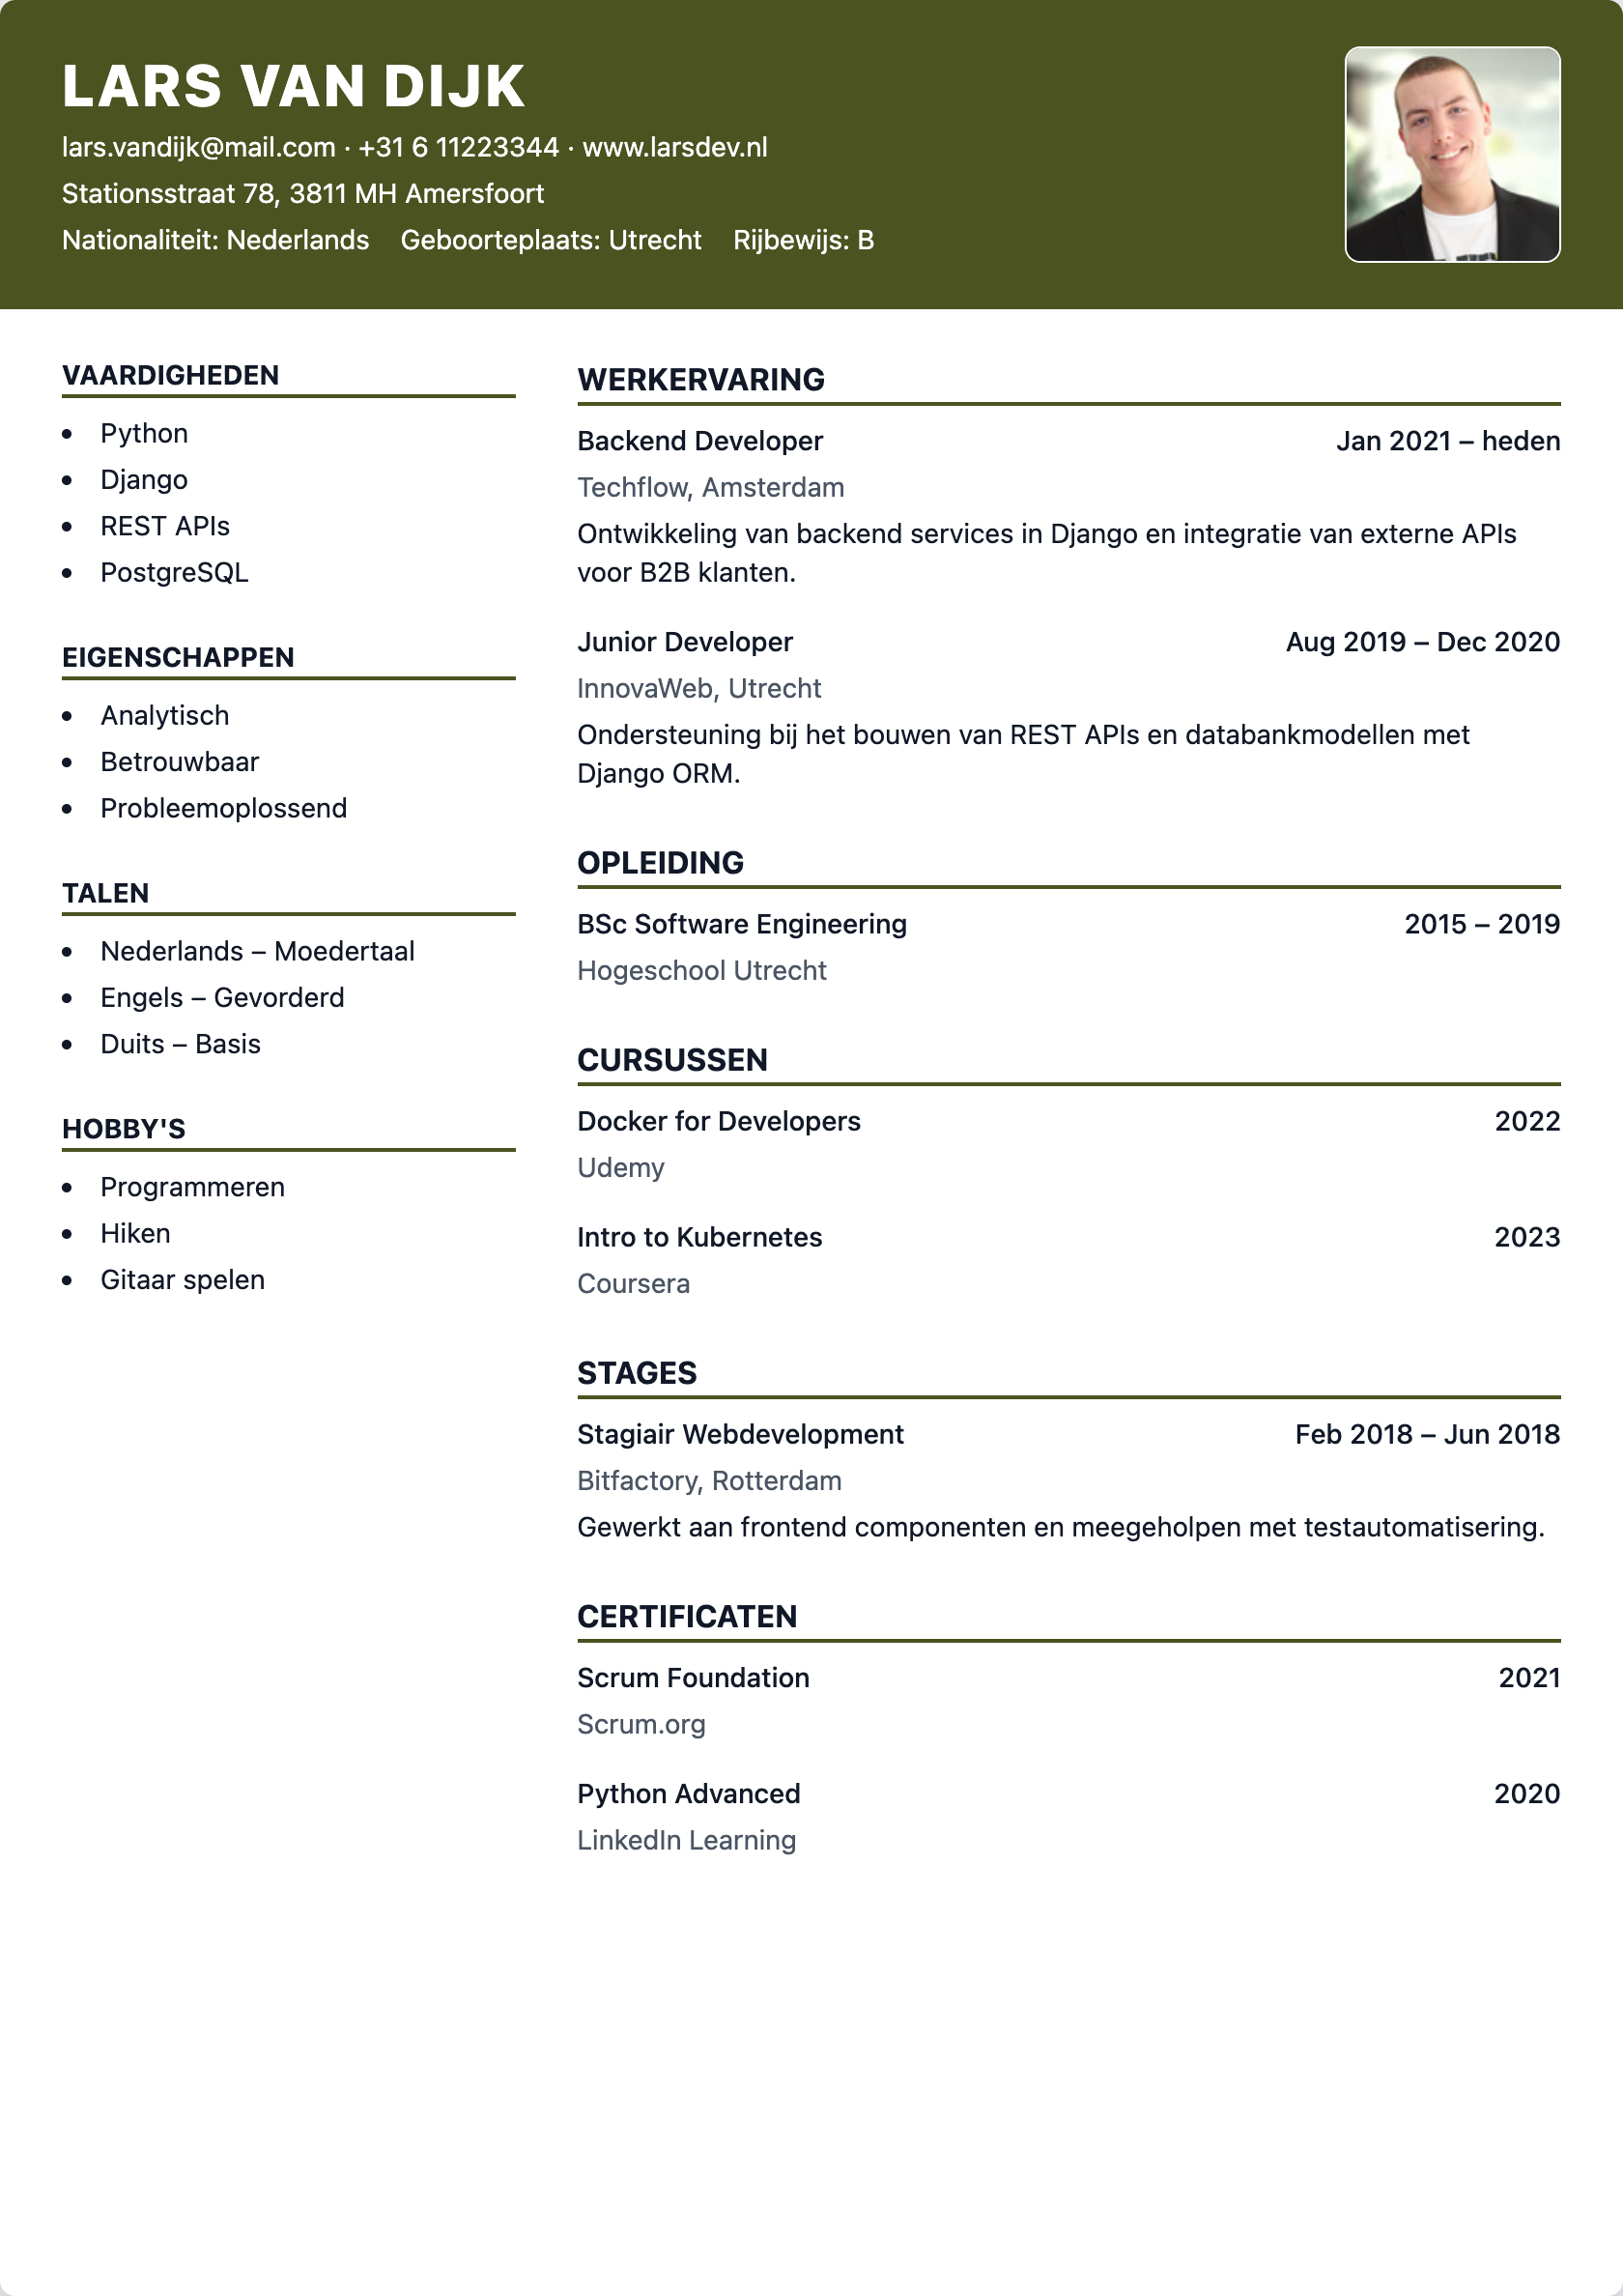 LARS VAN DIJK
lars.vandijk@mail.com · +31 6 11223344 · www.larsdev.nl
Stationsstraat 78, 3811 MH Amersfoort
Nationaliteit: Nederlands Geboorteplaats: Utrecht Rijbewijs: B
VAARDIGHEDEN
• Python
• Django
• REST APIs
• PostgreSQL
EIGENSCHAPPEN
• Analytisch
• Betrouwbaar
• Probleemoplossend
TALEN
• Nederlands – Moedertaal
• Engels – Gevorderd
• Duits – Basis
HOBBY'S
• Programmeren
• Hiken
• Gitaar spelen
WERKERVARING
Backend Developer Jan 2021 – heden
Techflow, Amsterdam
Ontwikkeling van backend services in Django en integratie van externe APIs
voor B2B klanten.
Junior Developer Aug 2019 – Dec 2020
InnovaWeb, Utrecht
Ondersteuning bij het bouwen van REST APIs en databankmodellen met
Django ORM.
OPLEIDING
BSc Software Engineering 2015 – 2019
Hogeschool Utrecht
CURSUSSEN
Docker for Developers 2022
Udemy
Intro to Kubernetes 2023
Coursera
STAGES
Stagiair Webdevelopment Feb 2018 – Jun 2018
Bitfactory, Rotterdam
Gewerkt aan frontend componenten en meegeholpen met testautomatisering.
CERTIFICATEN
Scrum Foundation 2021
Scrum.org
Python Advanced 2020
LinkedIn Learning